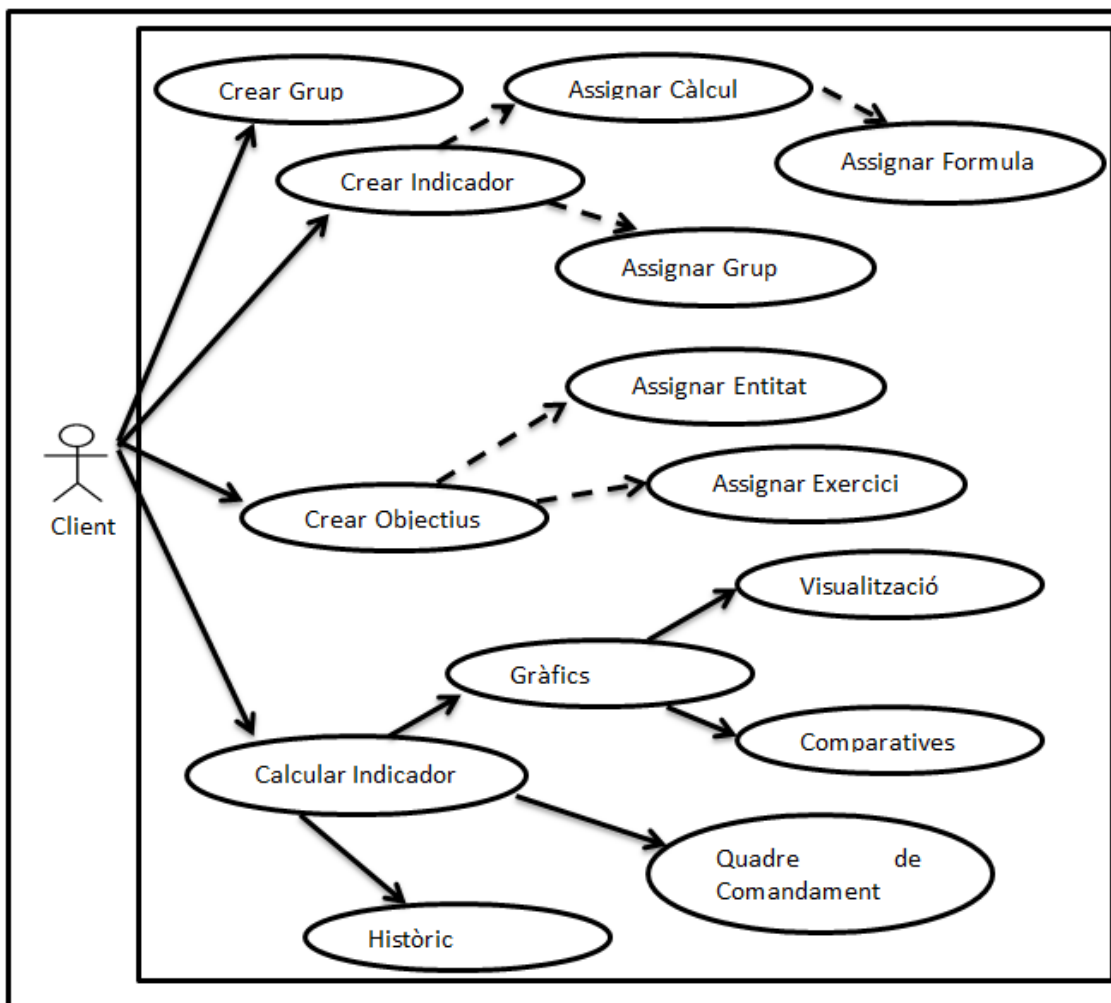 Crear Grup
Assignar Càlcul
Assignar Formula
Crear Indicador
Assignar Grup
Assignar Entitat
Assignar Exercici
Client
Crear Objectius
Visualització
Gràfics
Comparatives
Calcular Indicador
Quadre de
Comandament
Històric